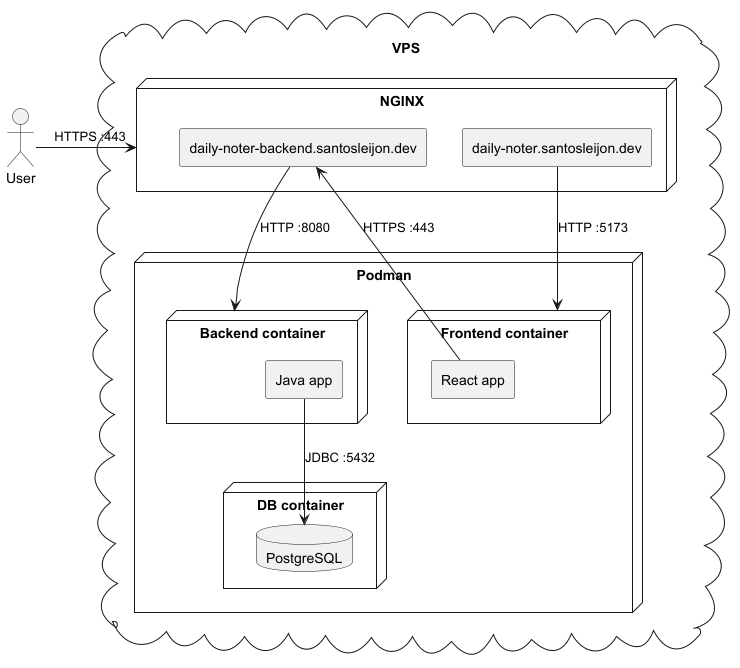 VPS
NGINX
daily-noter-backend.santosleijon.dev
daily-noter.santosleijon.dev
HTTPS :443
User
HTTP :8080
HTTPS :443
HTTP :5173
Podman
Backend container
Frontend container
Java app
React app
JDBC :5432
DB container
PostgreSQL